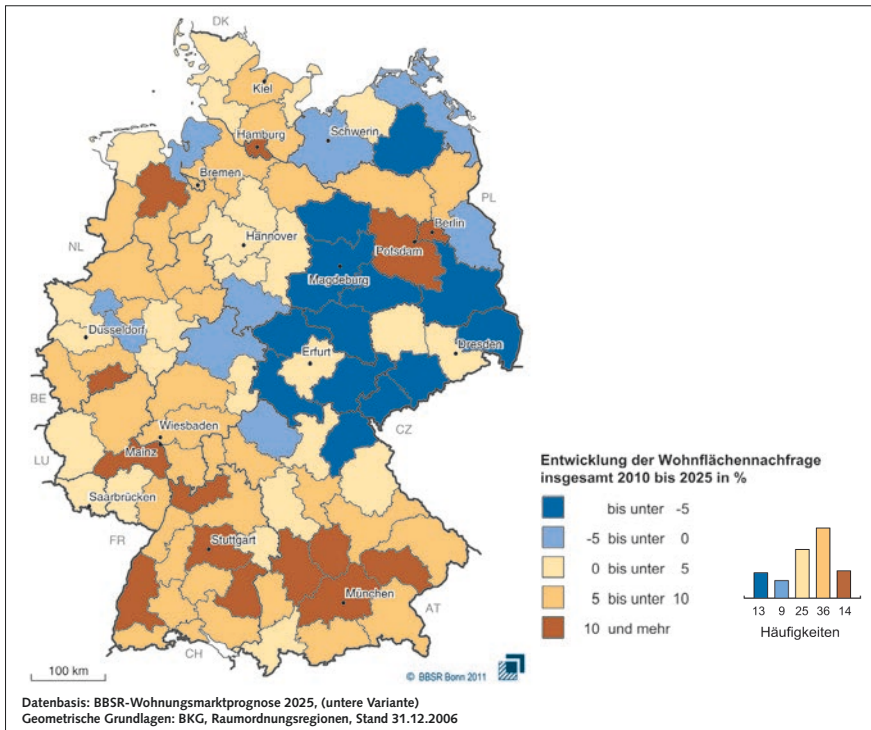 DK
Kiel
Hamburg
Schwerin
Bremen
PL
Berlin
NL
Hannover
Potsdam
Magdeburg
Düsseldorf
Erfurt
Dresden
BE
Wiesbaden
CZ
LU
Mainz
Saarbrücken
FR
Stuttgart
München
AT
CH
100 km
© BBSR Bonn 2011
Entwicklung der Wohnflächennachfrage
insgesamt 2010 bis 2025 in %
bis unter -5
-5 bis unter 0
0 bis unter 5
5 bis unter 10
10 und mehr
13 9 25 36 14
Häufigkeiten
Datenbasis: BBSR-Wohnungsmarktprognose 2025, (untere Variante)
Geometrische Grundlagen: BKG, Raumordnungsregionen, Stand 31.12.2006